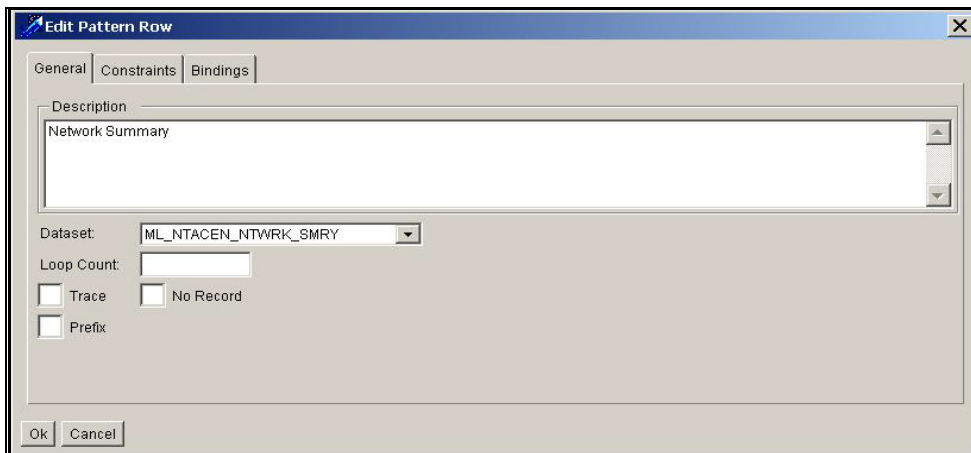 Edit Pattern Row
General Constraints Bindings
Description
Network Summary
Dataset: ML_NTACEN_NTWRK_SMRY
Loop Count:
Trace No Record
Prefix
Ok Cancel